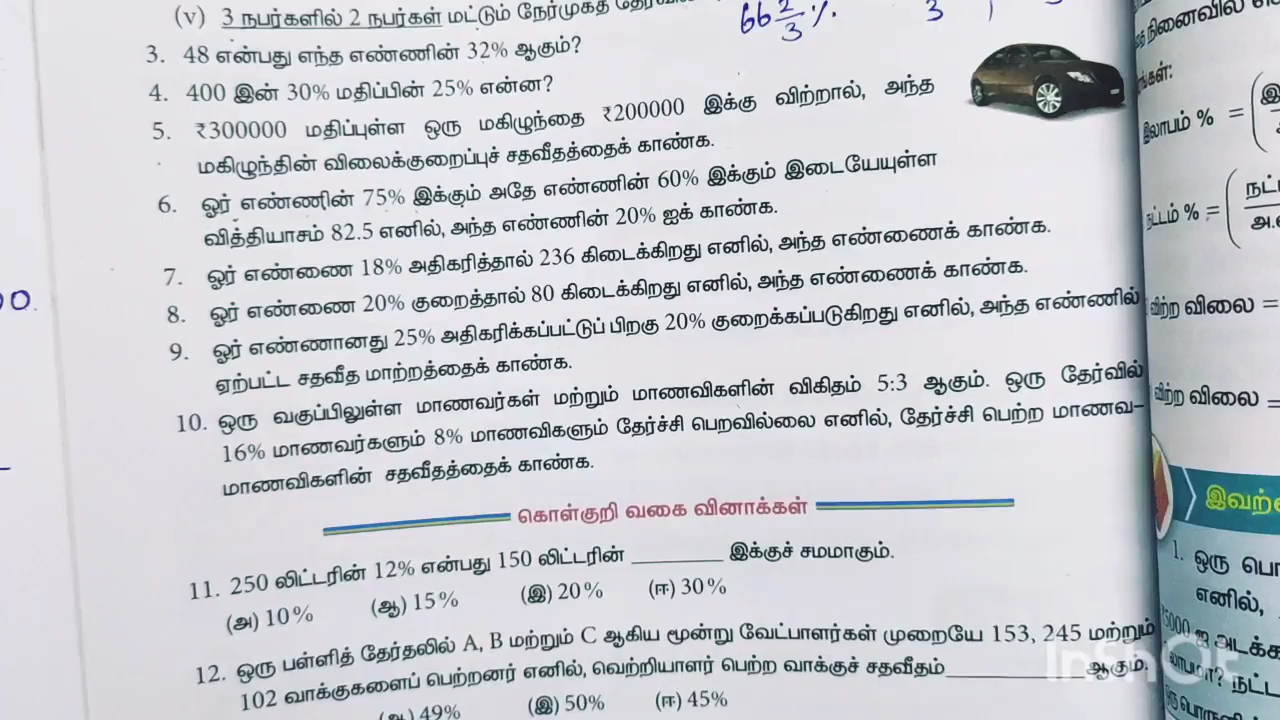 (v) 3 நபர்களில் 2 நபர்கள் மட்டும் நேர்முகத்
66 2/3 %
3
3. 48 என்பது எந்த எண்ணின் 32% ஆகும்?
4. 400 இன் 30% மதிப்பின் 25% என்ன?
5. ₹300000 மதிப்புள்ள ஒரு மகிழுந்தை ₹200000 இக்கு விற்றால், அந்த
மகிழுந்தின் விலைக்குறைப்புச் சதவீதத்தைக் காண்க.
6. ஓர் எண்ணின் 75% இக்கும் அதே எண்ணின் 60% இக்கும் இடையேயுள்ள
வித்தியாசம் 82.5 எனில், அந்த எண்ணின் 20% ஐக் காண்க.
7. ஓர் எண்ணை 18% அதிகரித்தால் 236 கிடைக்கிறது எனில், அந்த எண்ணைக் காண்க.
8. ஓர் எண்ணை 20% குறைத்தால் 80 கிடைக்கிறது எனில், அந்த எண்ணைக் காண்க.
9. ஓர் எண்ணானது 25% அதிகரிக்கப்பட்டுப் பிறகு 20% குறைக்கப்படுகிறது எனில், அந்த எண்ணில்
ஏற்பட்ட சதவீத மாற்றத்தைக் காண்க.
10. ஒரு வகுப்பிலுள்ள மாணவர்கள் மற்றும் மாணவிகளின் விகிதம் 5:3 ஆகும். ஒரு தேர்வில்
16% மாணவர்களும் 8% மாணவிகளும் தேர்ச்சி பெறவில்லை எனில், தேர்ச்சி பெற்ற மாணவ-
மாணவிகளின் சதவீதத்தைக் காண்க.
கொள்குறி வகை வினாக்கள்
11. 250 லிட்டரின் 12% என்பது 150 லிட்டரின் ________ இக்குச் சமமாகும்.
(அ) 10% (ஆ) 15% (இ) 20% (ஈ) 30%
12. ஒரு பள்ளித் தேர்தலில் A, B மற்றும் C ஆகிய மூன்று வேட்பாளர்கள் முறையே 153, 245 மற்றும்
102 வாக்குகளைப் பெற்றனர் எனில், வெற்றியாளர் பெற்ற வாக்குச் சதவீதம் ________ ஆகும்.
(ஆ) 49% (இ) 50% (ஈ) 45%
நினைவில்
இலாபம் % =
நட்டம் % =
விற்ற விலை =
விற்ற விலை =
1. ஒரு
எனில்,
InShOt